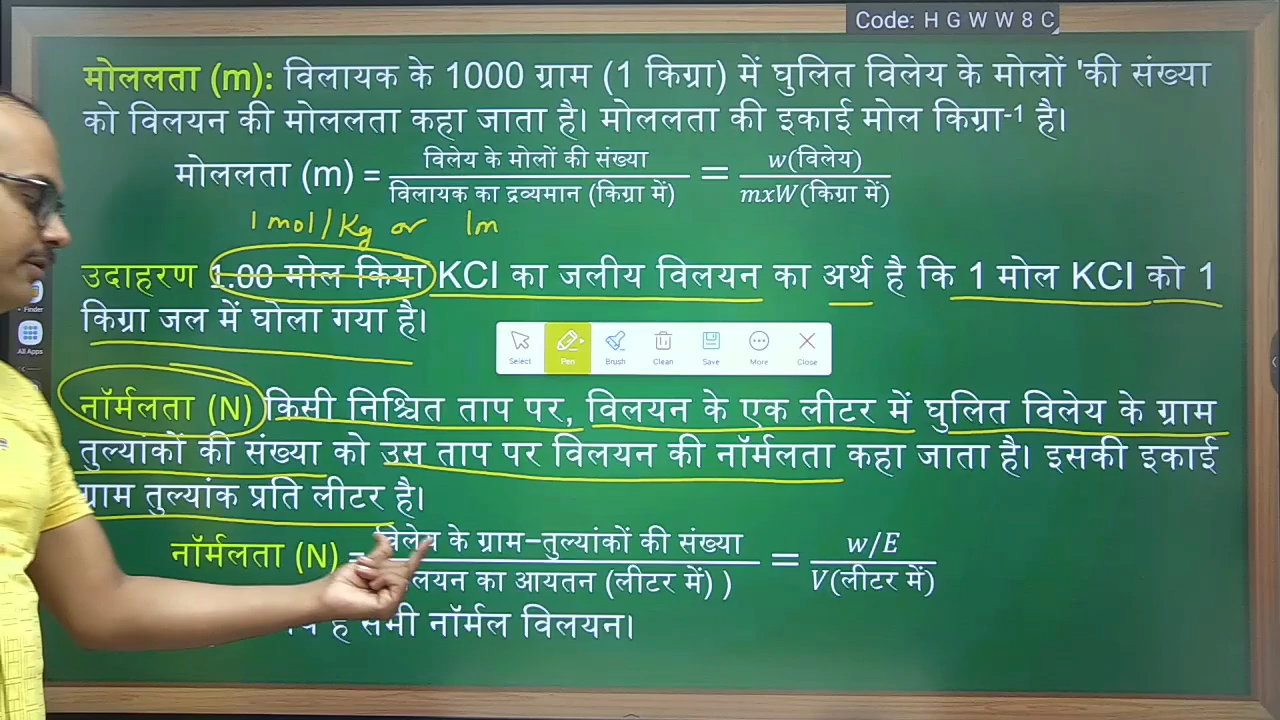 Code: H G W W 8 C
मोललता (m): विलायक के 1000 ग्राम (1 किग्रा) में घुलित विलेय के मोलों 'की संख्या
को विलयन की मोललता कहा जाता है। मोललता की इकाई मोल किग्रा-1 है।
मोललता (m) = विलेय के मोलों की संख्या / विलायक का द्रव्यमान (किग्रा में) = w(विलेय) / mxW(किग्रा में)
1 mol/Kg or 1m
उदाहरण 1.00 मोल किया KCl का जलीय विलयन का अर्थ है कि 1 मोल KCl को 1
किग्रा जल में घोला गया है।
Finder
All Apps
Select Pen Brush Clean Save More Close
नॉर्मलता (N) किसी निश्चित ताप पर, विलयन के एक लीटर में घुलित विलेय के ग्राम
तुल्यांकों की संख्या को उस ताप पर विलयन की नॉर्मलता कहा जाता है। इसकी इकाई
ग्राम तुल्यांक प्रति लीटर है।
नॉर्मलता (N) = विलेय के ग्राम–तुल्यांकों की संख्या / का आयतन (लीटर में) ) = w/E / V(लीटर में)
है सभी नॉर्मल विलयन।